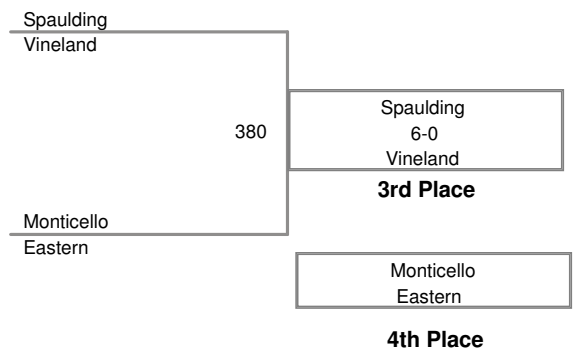 Spaulding
Vineland
380
Spaulding
6-0
Vineland
3rd Place
Monticello
Eastern
Monticello
Eastern
4th Place